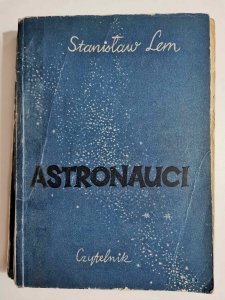 Stanisław Lem
ASTRONAUCI
Czytelnik